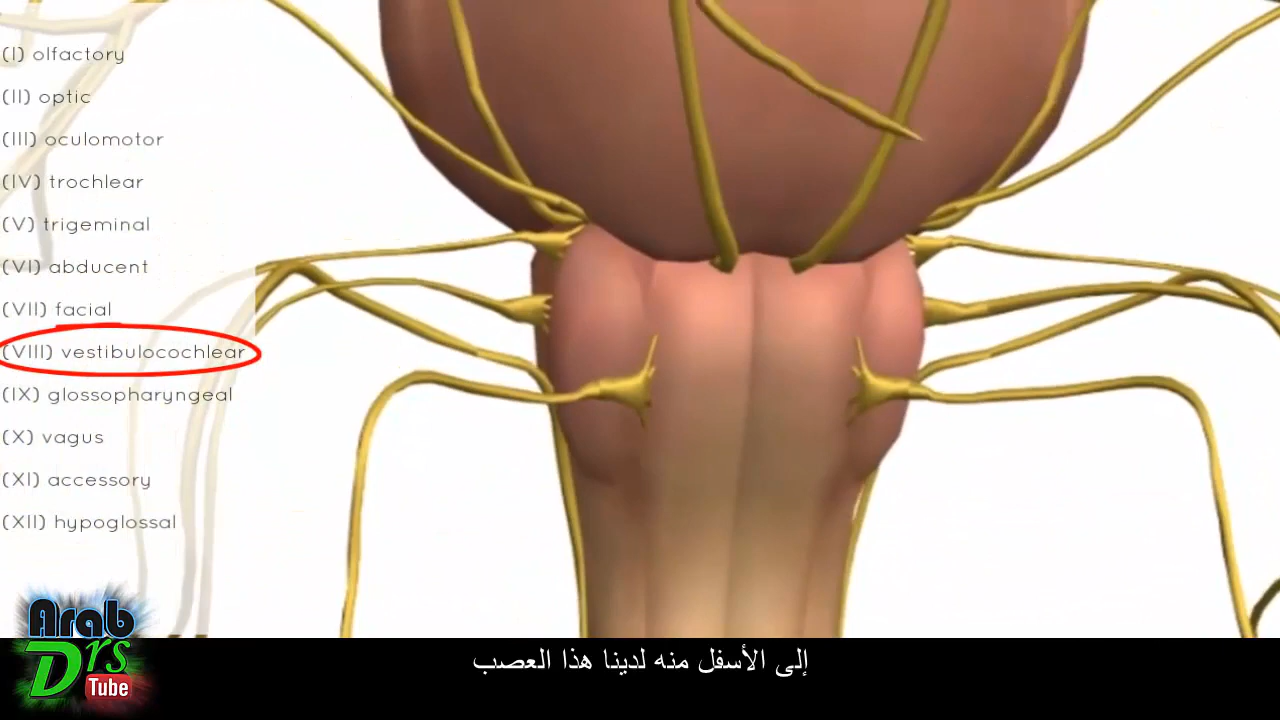 (I) olfactory
(II) optic
(III) oculomotor
(IV) trochlear
(V) trigeminal
(VI) abducent
(VII) facial
(VIII) vestibulocochlear
(IX) glossopharyngeal
(X) vagus
(XI) accessory
(XII) hypoglossal
Arab
Drs
Tube
إلى الأسفل منه لدينا هذا العصب